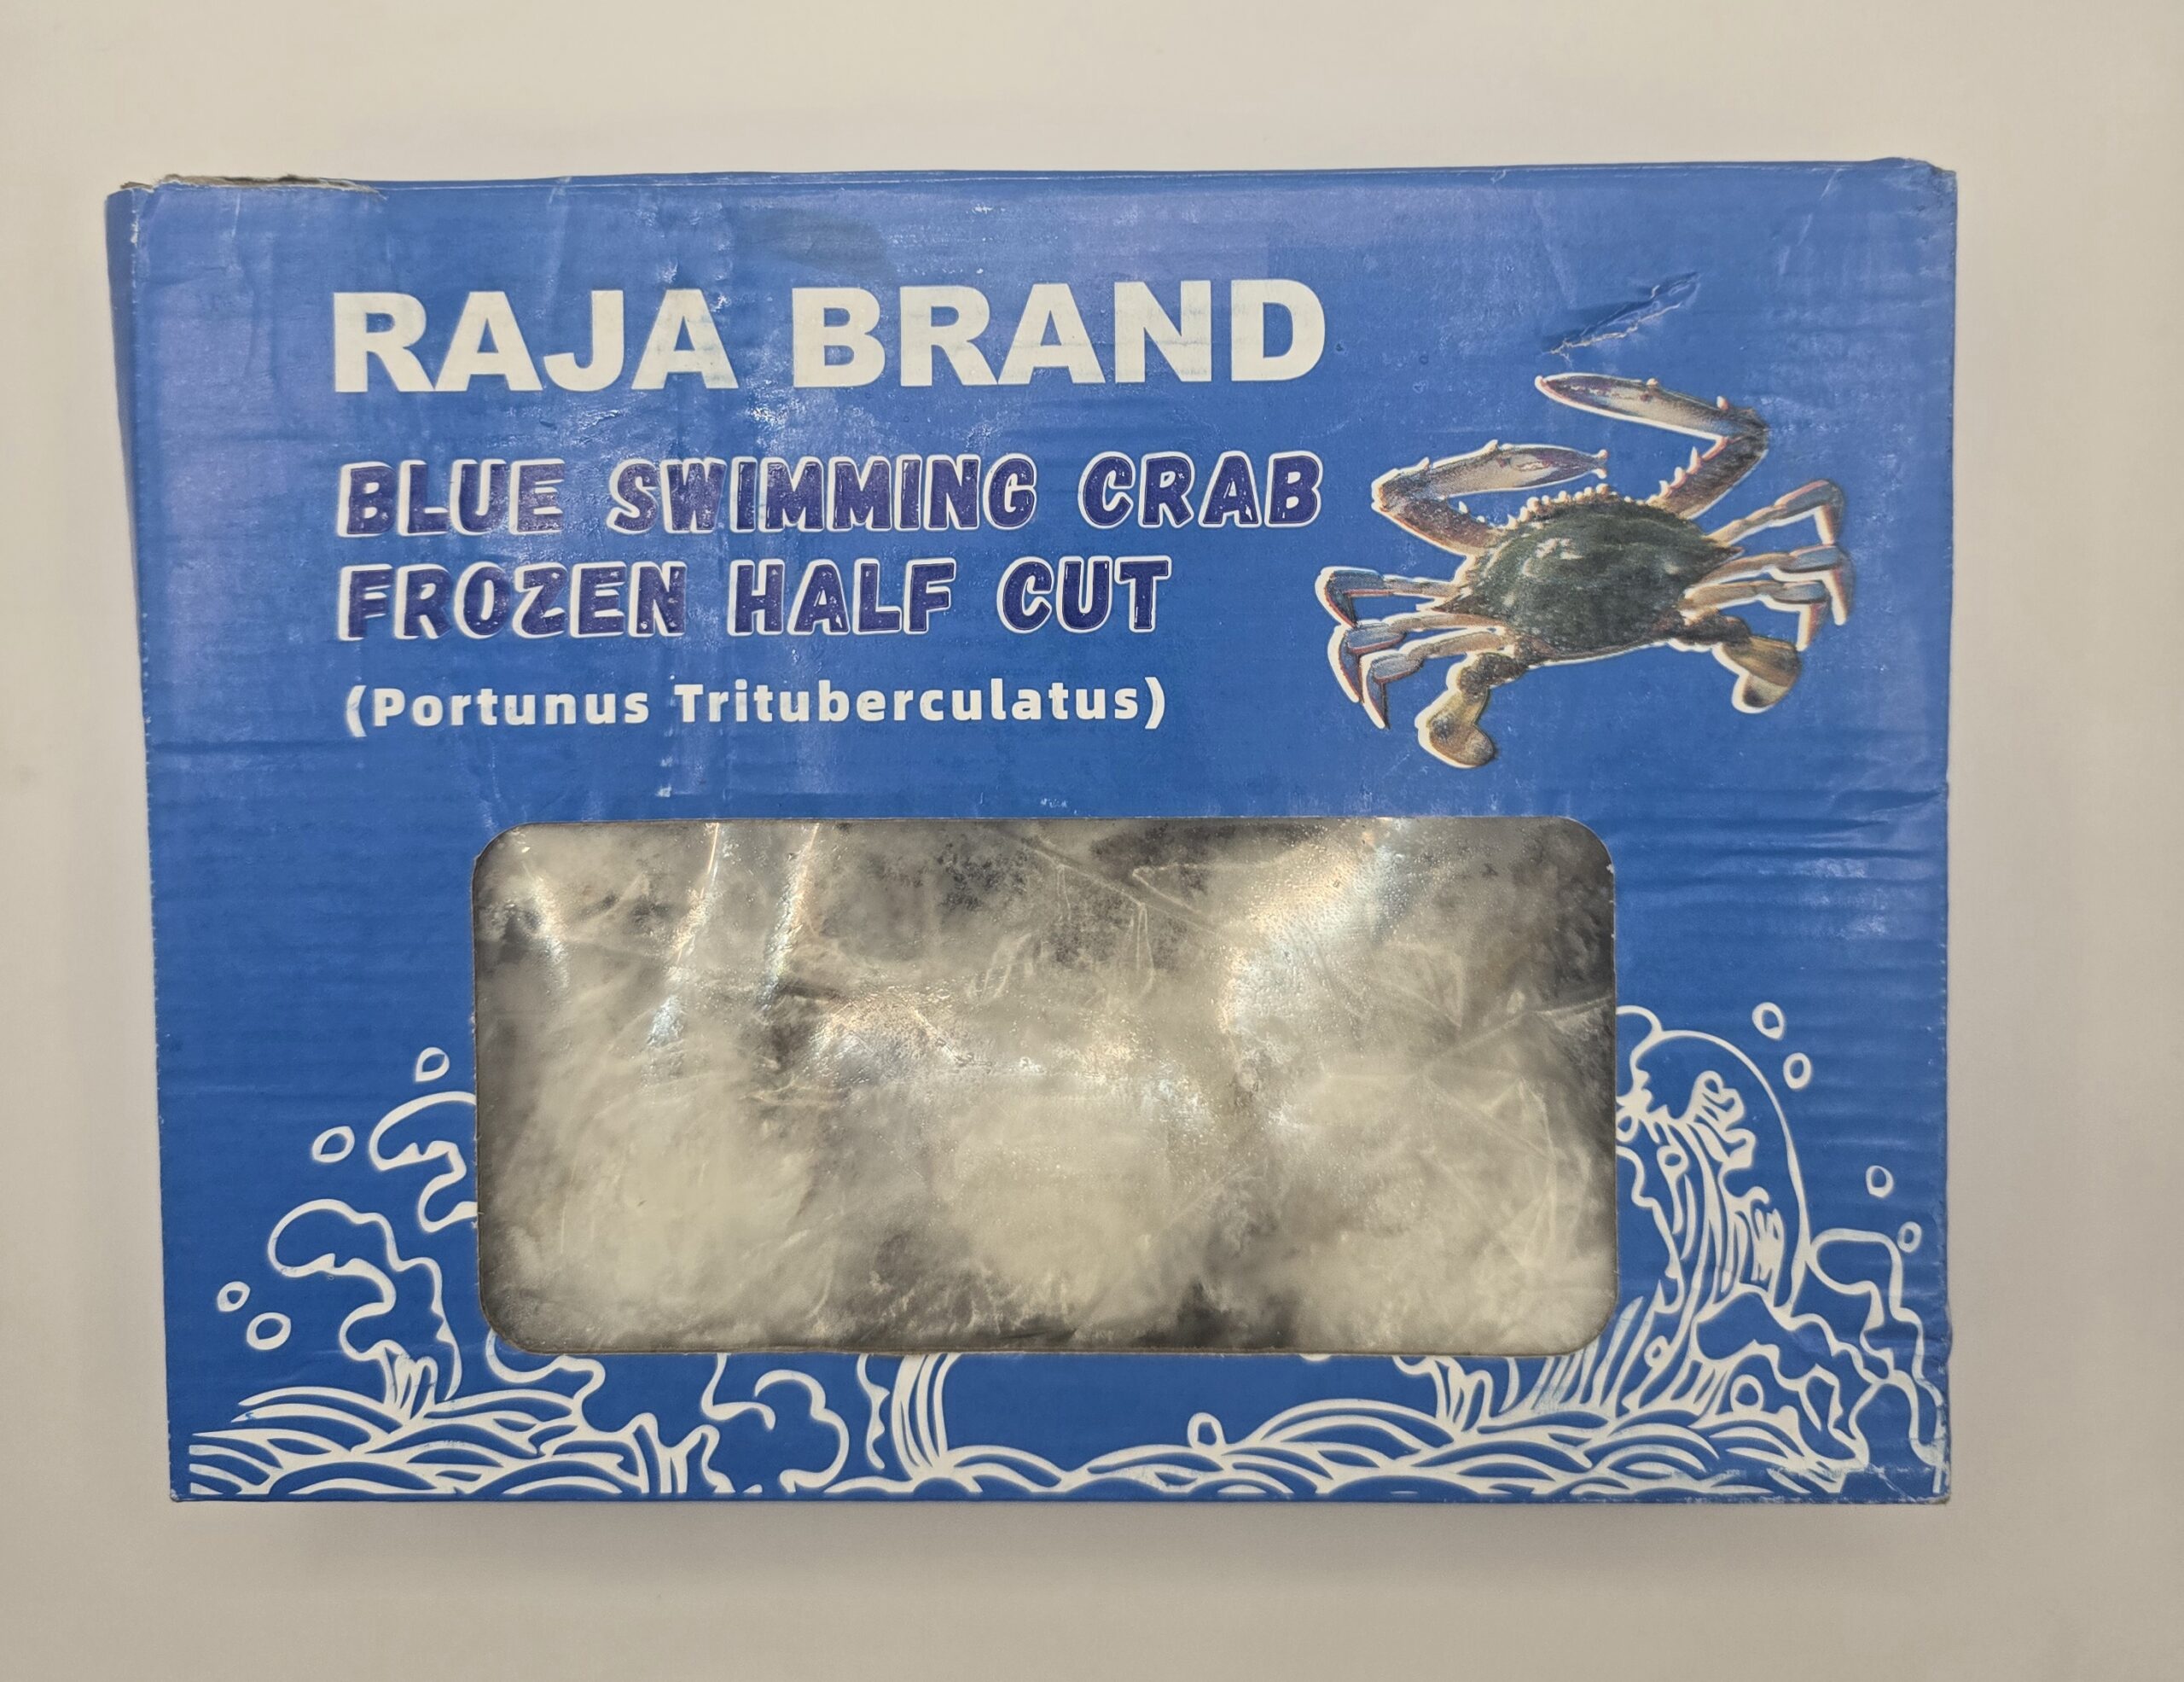 RAJA BRAND
BLUE SWIMMING CRAB
FROZEN HALF CUT
(Portunus Trituberculatus)